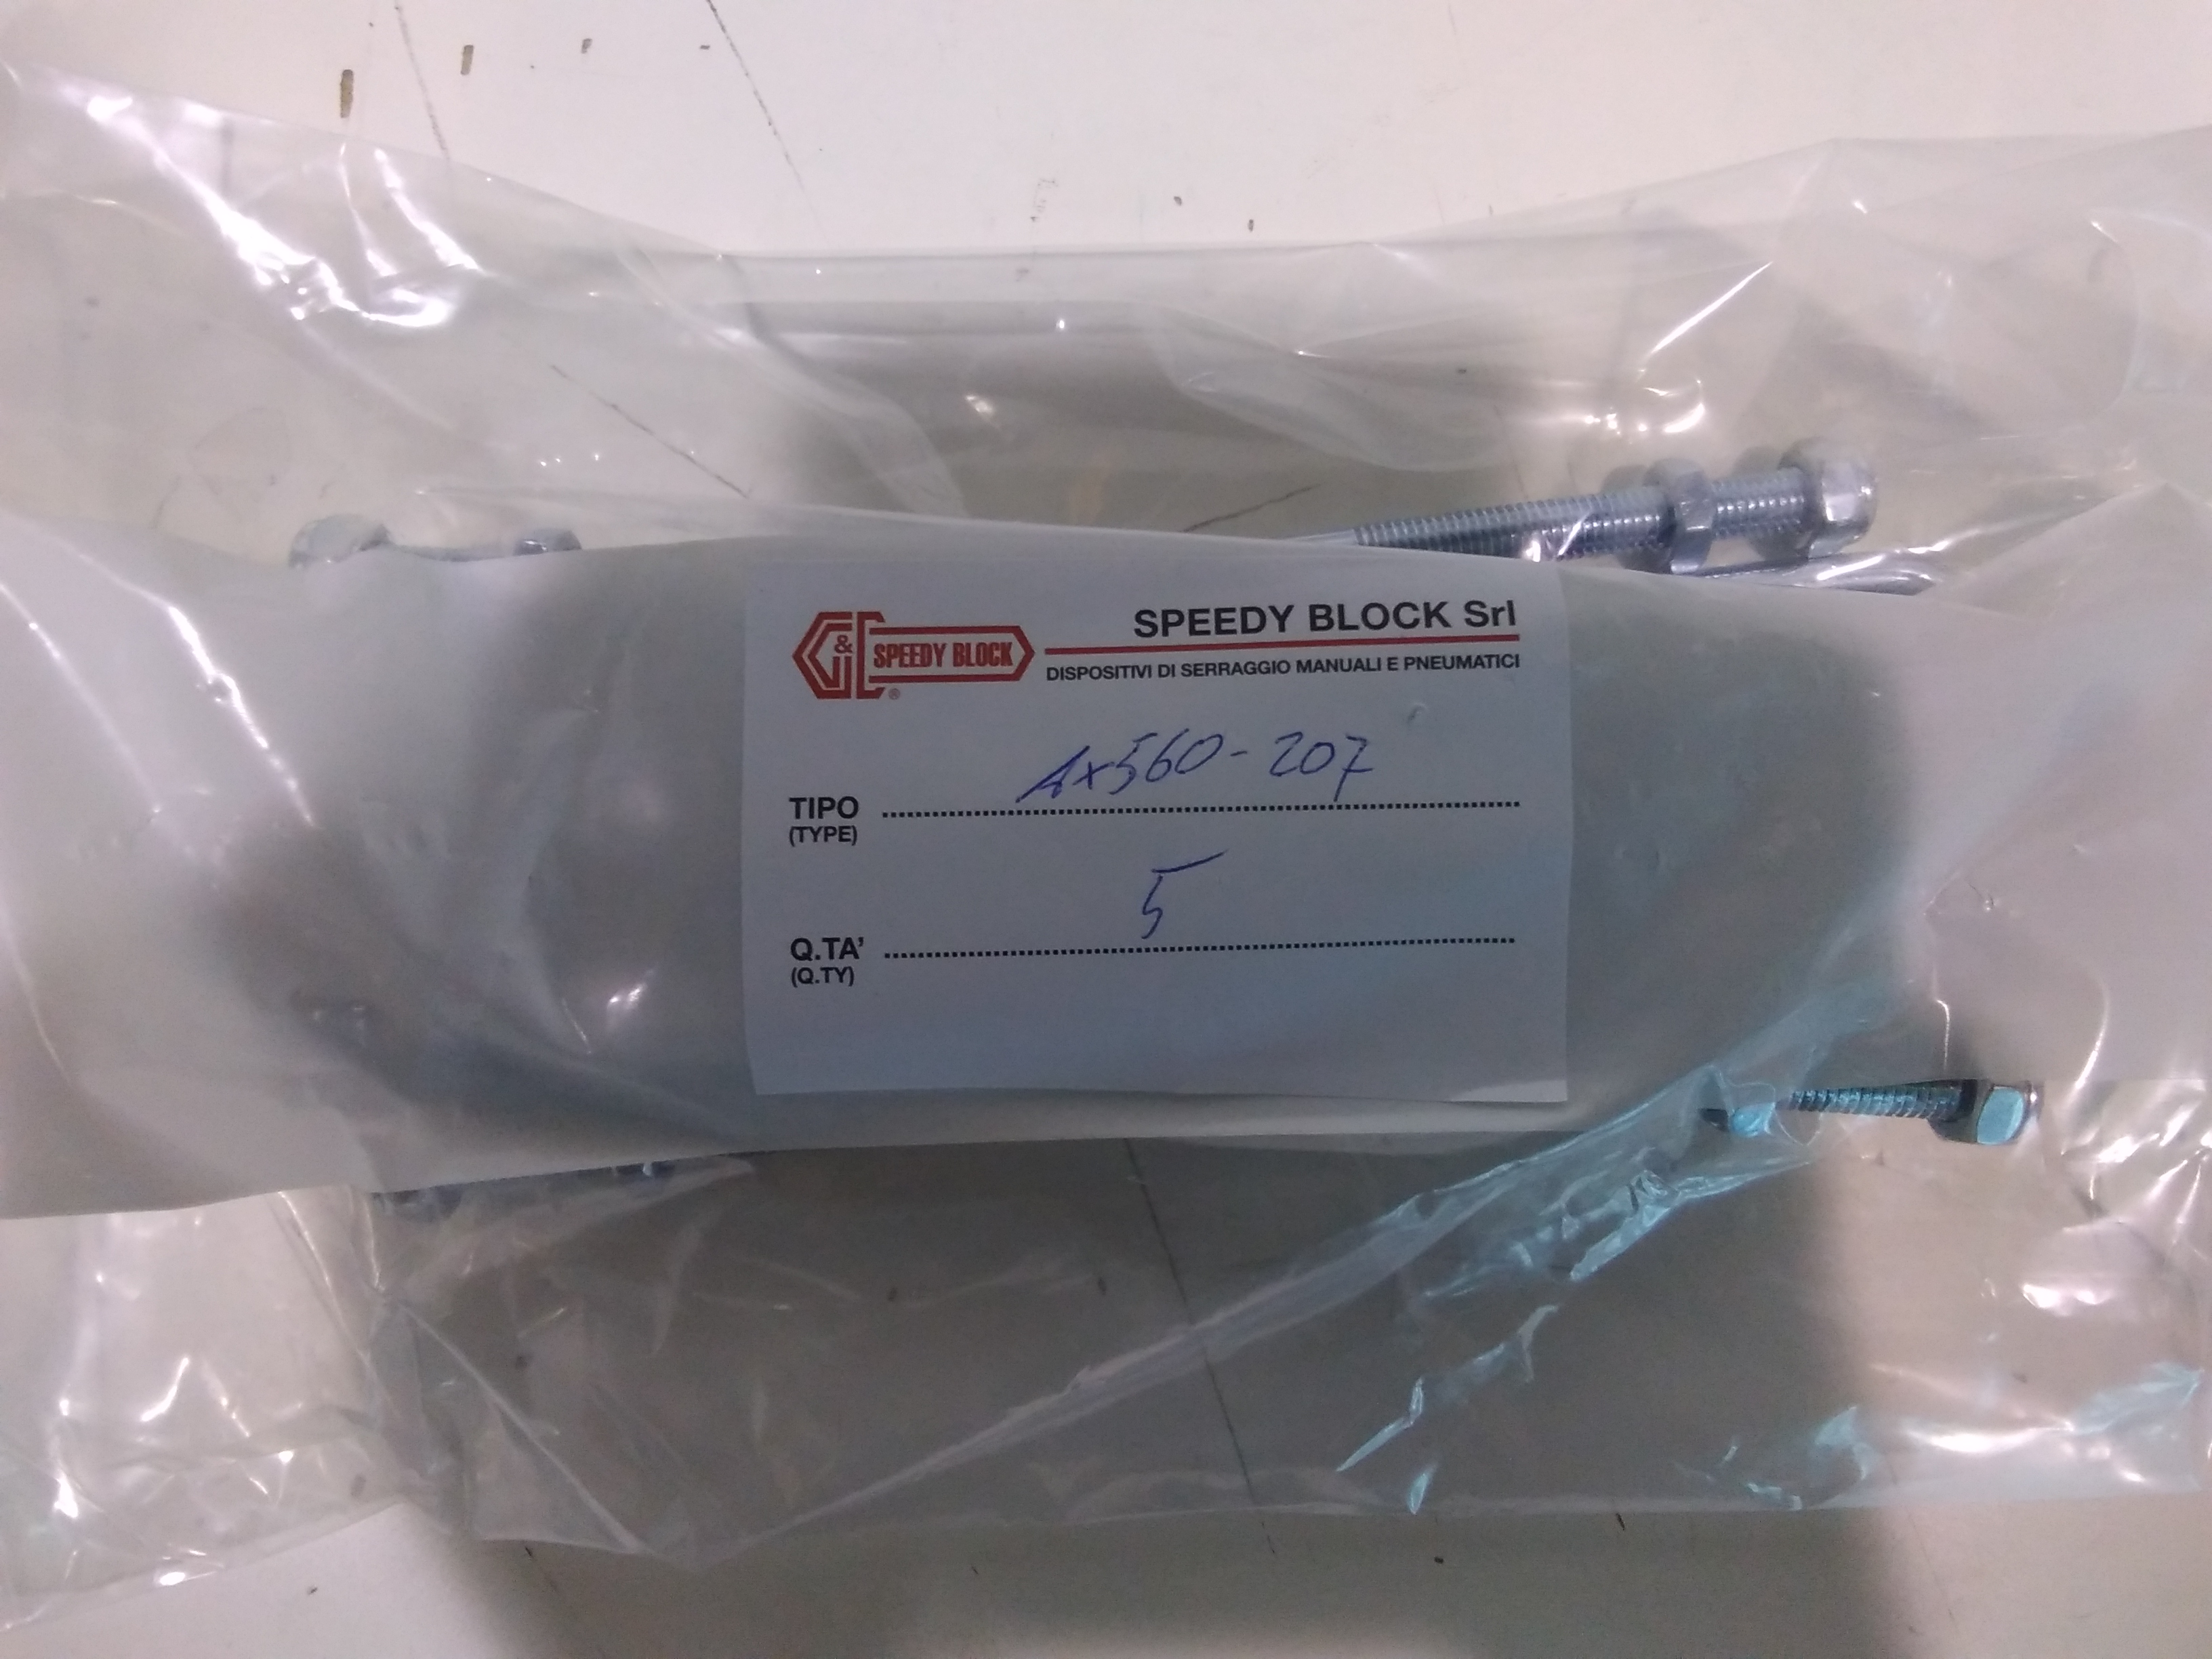 G&C SPEEDY BLOCK ®
SPEEDY BLOCK Srl
DISPOSITIVI DI SERRAGGIO MANUALI E PNEUMATICI
TIPO Ax560-207
(TYPE)
Q.TA' 5
(Q.TY)